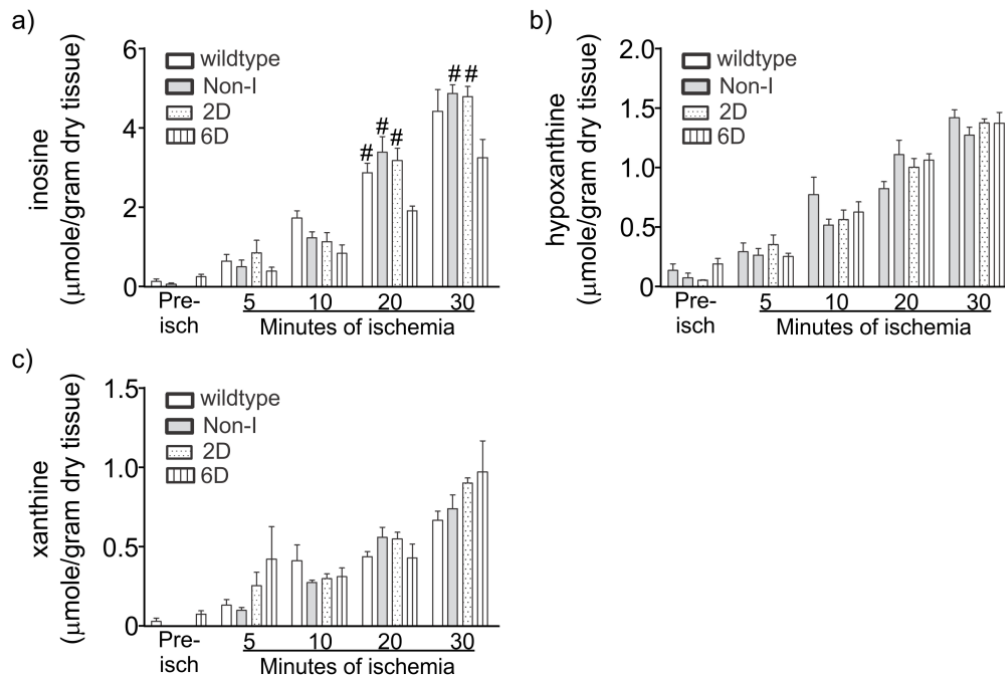 a)
inosine
(µmole/gram dry tissue)
6
4
2
0
wildtype
Non-I
2D
6D
# # #
# #
Pre-
isch
5 10 20 30
Minutes of ischemia
b)
hypoxanthine
(µmole/gram dry tissue)
2.0
1.5
1.0
0.5
0
wildtype
Non-I
2D
6D
Pre-
isch
5 10 20 30
Minutes of ischemia
c)
xanthine
(µmole/gram dry tissue)
1.5
1.0
0.5
0
wildtype
Non-I
2D
6D
Pre-
isch
5 10 20 30
Minutes of ischemia